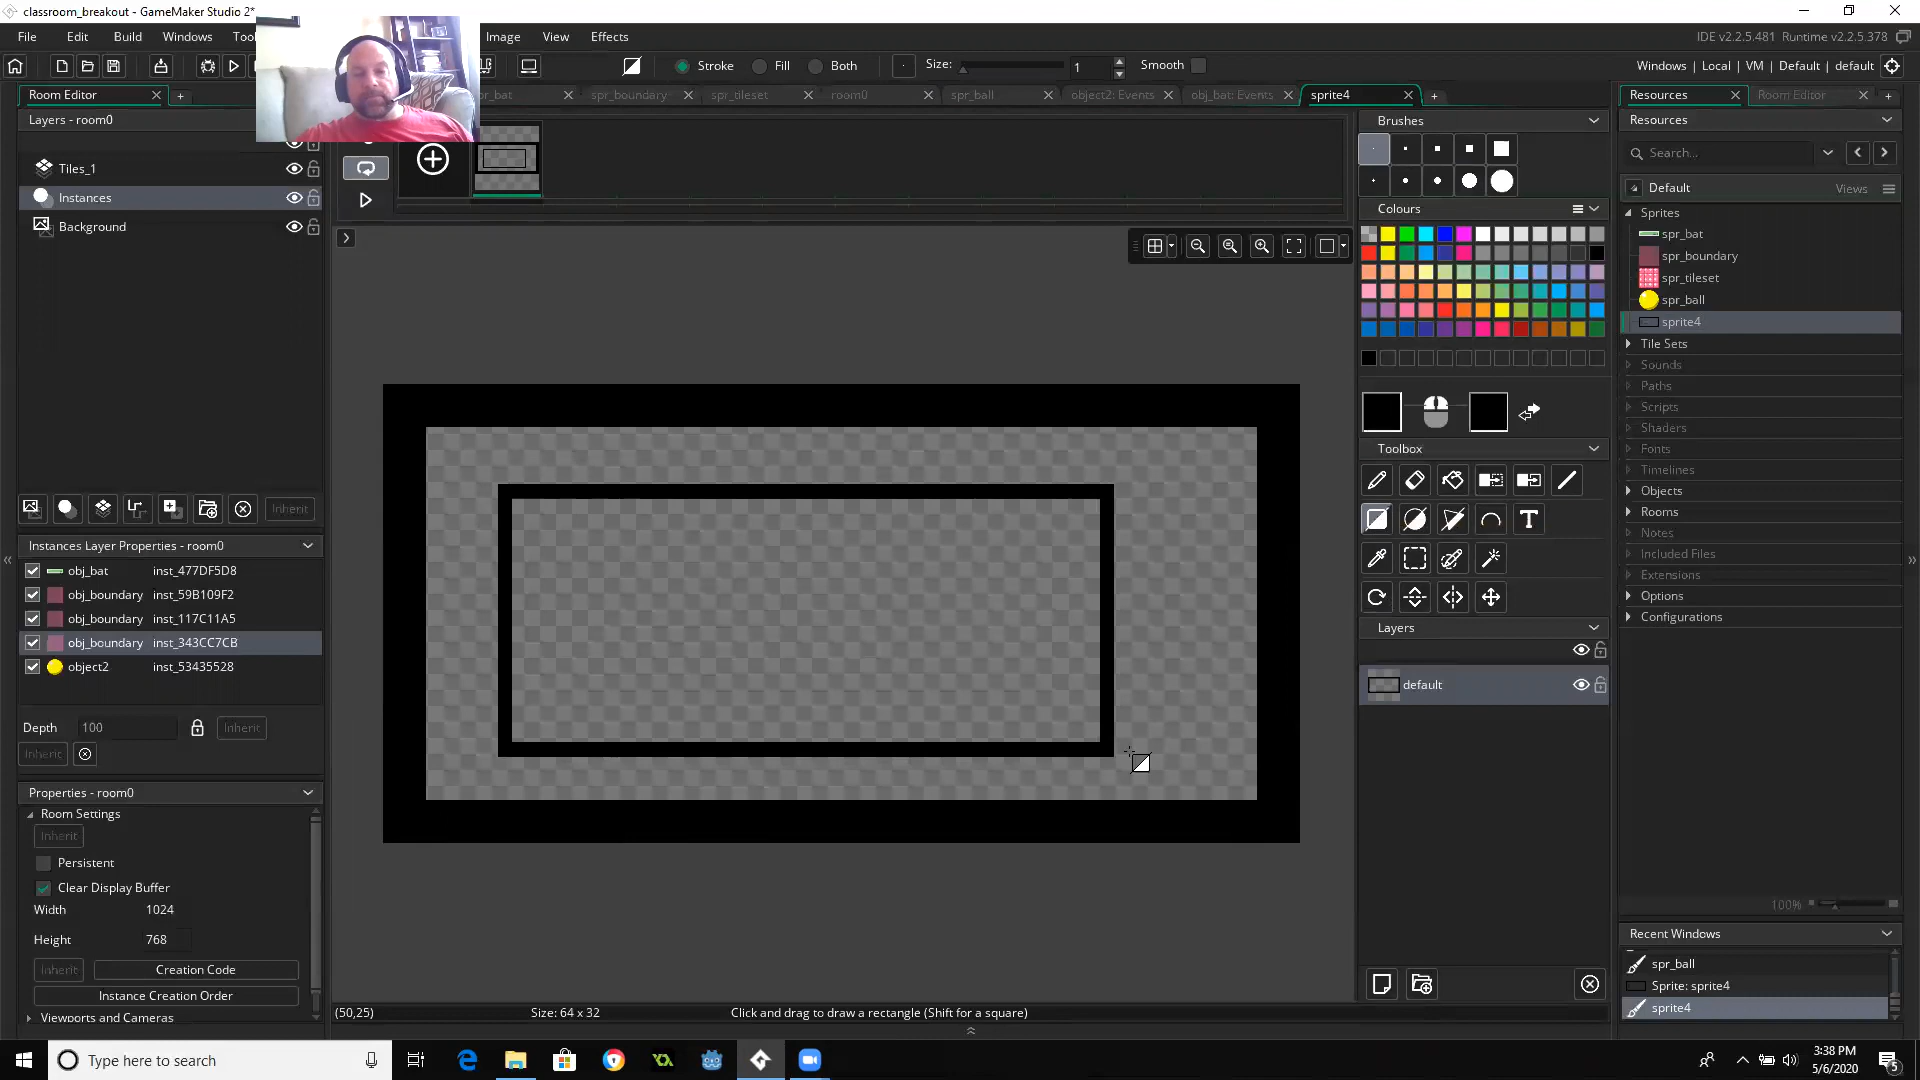 classroom_breakout - GameMaker Studio 2*
File Edit Build Windows Image View Effects
IDE v2.2.5.481 Runtime v2.2.5.378
Stroke Fill Both Size: 1 Smooth
Windows | Local | VM | Default | default
Room Editor
spr_boundary spr_tileset room0 spr_ball object2: Events obj_bat: Events sprite4
Resources Room Editor
Layers - room0
Tiles_1
Instances
Background
Inherit
Instances Layer Properties - room0
obj_bat inst_477DF5D8
obj_boundary inst_59B109F2
obj_boundary inst_117C11A5
obj_boundary inst_343CC7CB
object2 inst_53435528
Depth 100 Inherit
Inherit
Properties - room0
Room Settings
Inherit
Persistent
Clear Display Buffer
Width 1024
Height 768
Inherit Creation Code
Instance Creation Order
Viewports and Cameras
(50,25) Size: 64 x 32 Click and drag to draw a rectangle (Shift for a square)
Brushes
Colours
Toolbox
T
Layers
default
Resources
Search...
Default Views
Sprites
spr_bat
spr_boundary
spr_tileset
spr_ball
sprite4
Tile Sets
Sounds
Paths
Scripts
Shaders
Fonts
Timelines
Objects
Rooms
Notes
Included Files
Extensions
Options
Configurations
100%
Recent Windows
spr_ball
Sprite: sprite4
sprite4
Type here to search
3:38 PM
5/6/2020
5